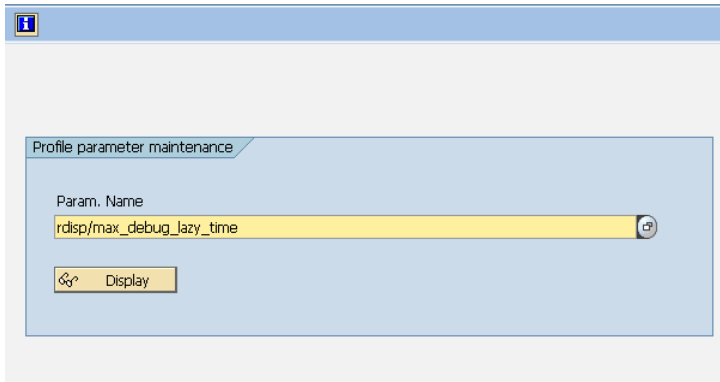 Profile parameter maintenance
Param. Name
rdisp/max_debug_lazy_time
Display